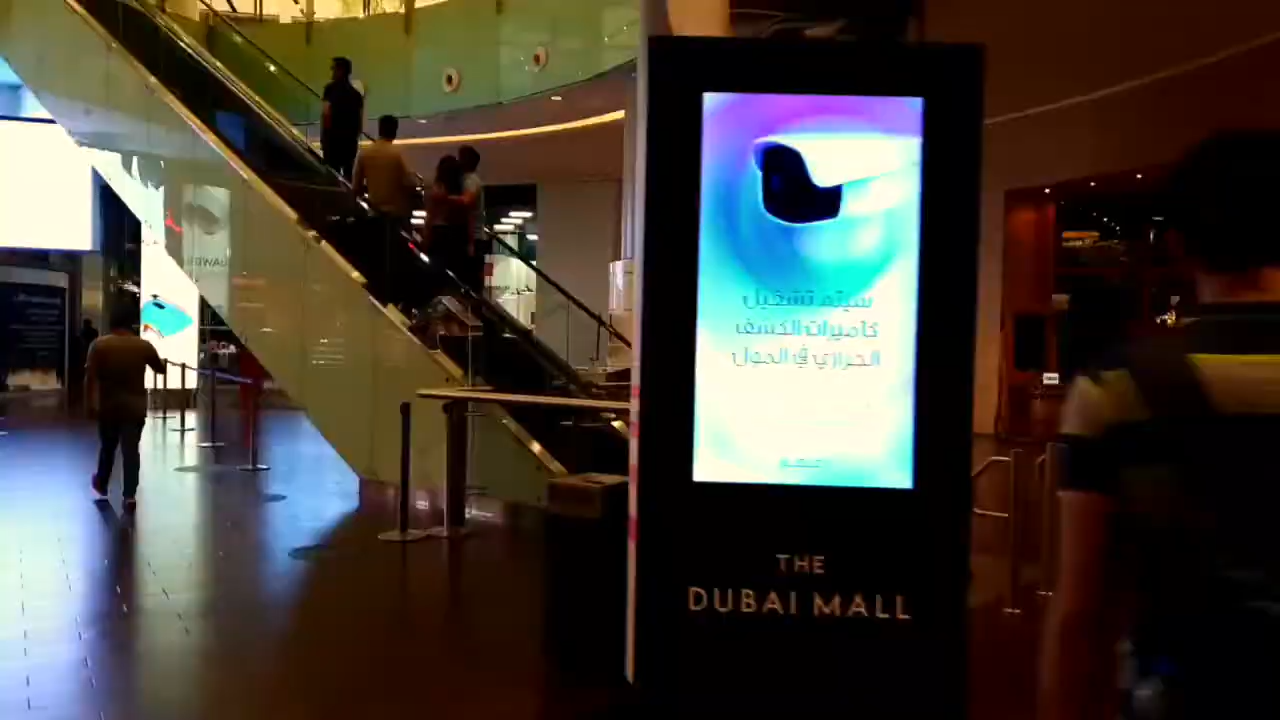 سيتم تشغيل
كاميرات الكشف
الحراري في المول
THE
DUBAI MALL